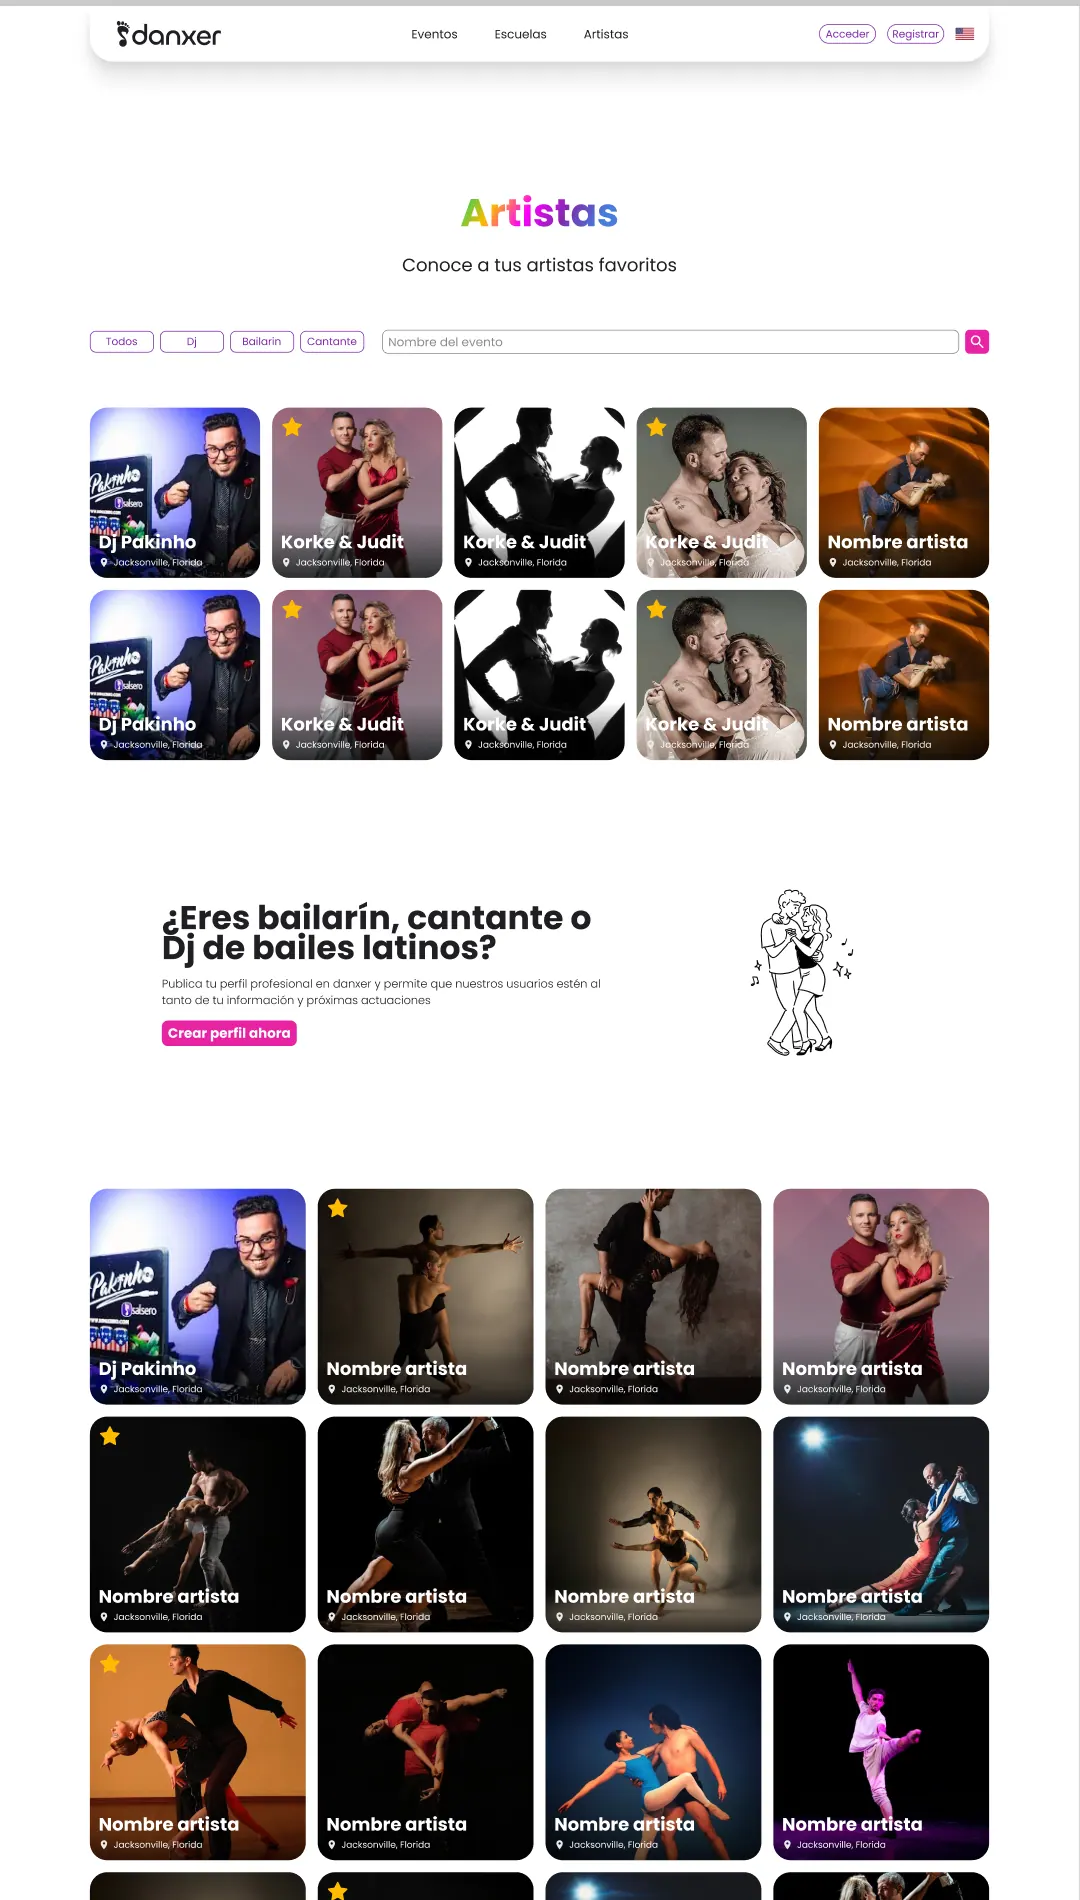 danxer
Eventos
Escuelas
Artistas
Acceder
Registrar
Artistas
Conoce a tus artistas favoritos
Todos
Dj
Bailarin
Cantante
Nombre del evento
Pakinho
salsero
Dj Pakinho
Jacksonville, Florida
Korke & Judit
Jacksonville, Florida
Korke & Judit
Jacksonville, Florida
Korke & Judit
Jacksonville, Florida
Nombre artista
Jacksonville, Florida
Pakinho
salsero
Dj Pakinho
Jacksonville, Florida
Korke & Judit
Jacksonville, Florida
Korke & Judit
Jacksonville, Florida
Korke & Judit
Jacksonville, Florida
Nombre artista
Jacksonville, Florida
¿Eres bailarín, cantante o
Dj de bailes latinos?
Publica tu perfil profesional en danxer y permite que nuestros usuarios estén al
tanto de tu información y próximas actuaciones
Crear perfil ahora
Pakinho
salsero
Dj Pakinho
Jacksonville, Florida
Nombre artista
Jacksonville, Florida
Nombre artista
Jacksonville, Florida
Nombre artista
Jacksonville, Florida
Nombre artista
Jacksonville, Florida
Nombre artista
Jacksonville, Florida
Nombre artista
Jacksonville, Florida
Nombre artista
Jacksonville, Florida
Nombre artista
Jacksonville, Florida
Nombre artista
Jacksonville, Florida
Nombre artista
Jacksonville, Florida
Nombre artista
Jacksonville, Florida